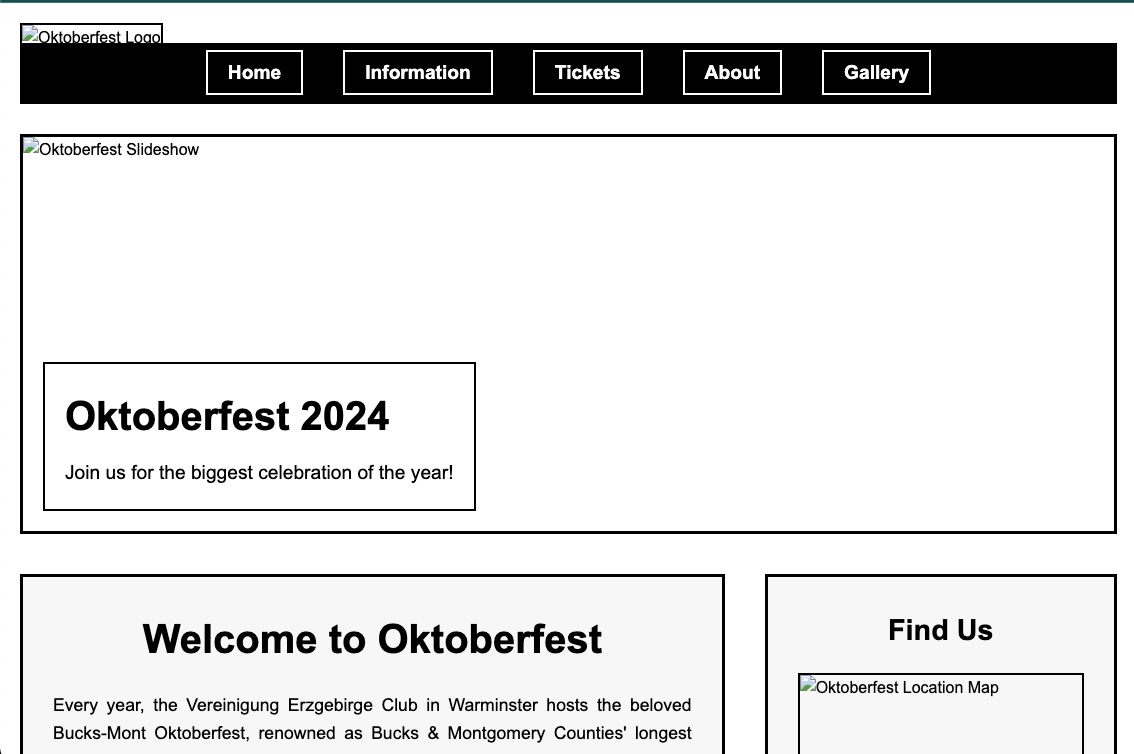 Oktoberfest Logo
Home Information Tickets About Gallery
Oktoberfest Slideshow
Oktoberfest 2024
Join us for the biggest celebration of the year!
Welcome to Oktoberfest
Every year, the Vereinigung Erzgebirge Club in Warminster hosts the beloved
Bucks-Mont Oktoberfest, renowned as Bucks & Montgomery Counties' longest
Find Us
Oktoberfest Location Map